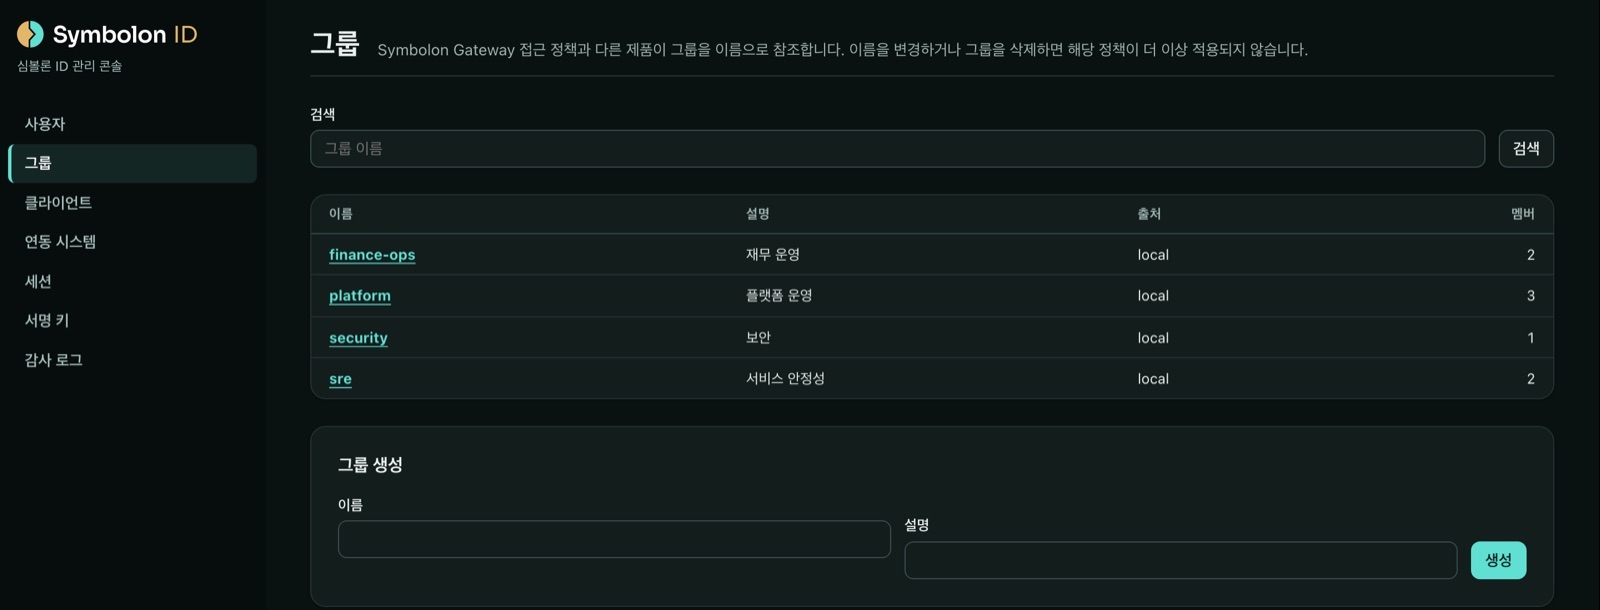 Symbolon ID
심볼론 ID 관리 콘솔
사용자
그룹
클라이언트
연동 시스템
세션
서명 키
감사 로그
그룹 Symbolon Gateway 접근 정책과 다른 제품이 그룹을 이름으로 참조합니다. 이름을 변경하거나 그룹을 삭제하면 해당 정책이 더 이상 적용되지 않습니다.
검색
그룹 이름 검색
이름 설명 출처 멤버
finance-ops 재무 운영 local 2
platform 플랫폼 운영 local 3
security 보안 local 1
sre 서비스 안정성 local 2
그룹 생성
이름
설명
생성